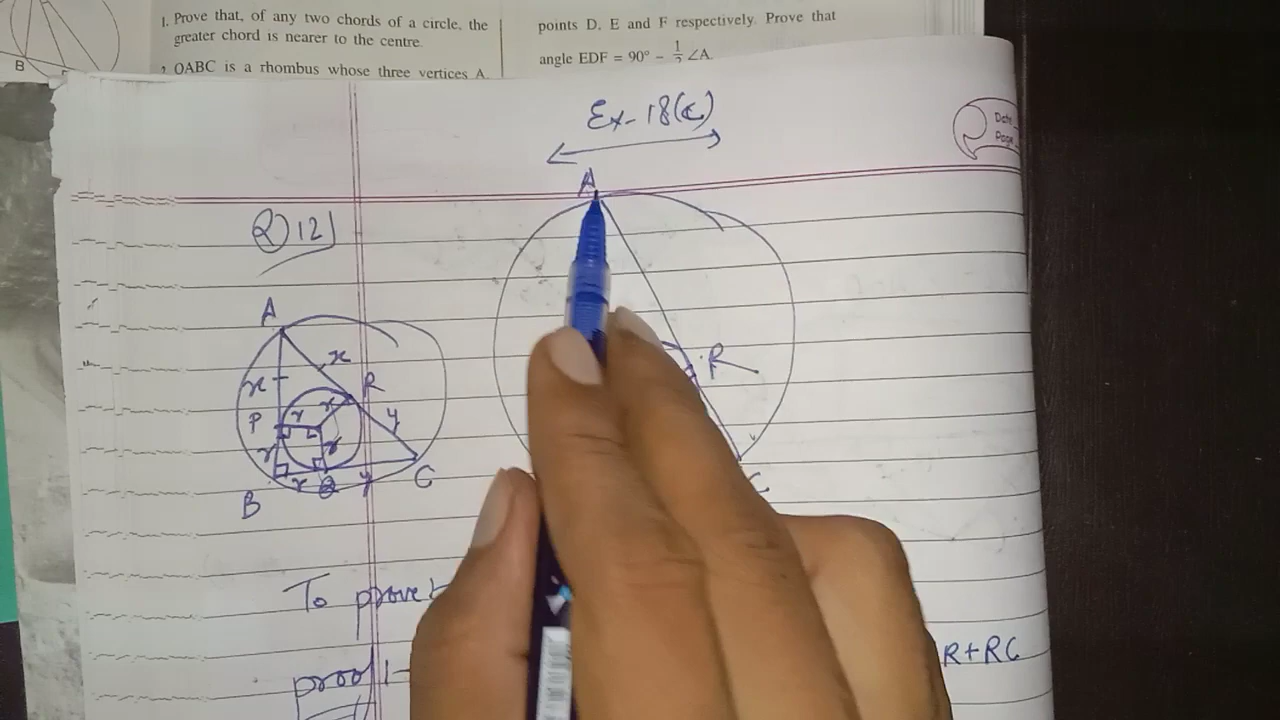 1. Prove that, of any two chords of a circle, the
greater chord is nearer to the centre.
2. OABC is a rhombus whose three vertices A
points D, E and F respectively. Prove that
angle EDF = 90° − 1/2 ∠A.
B
Ex-18(C)
Date
Page
Q)12)
A
x
x
R
P
r
r
y
r
r
B
r
Q
y
C
A
R
C
To prove
proof :-
R+RC